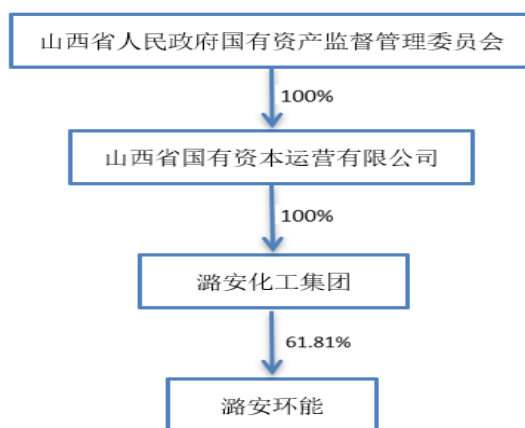 山西省人民政府国有资产监督管理委员会
100%
山西省国有资本运营有限公司
100%
潞安化工集团
61.81%
潞安环能